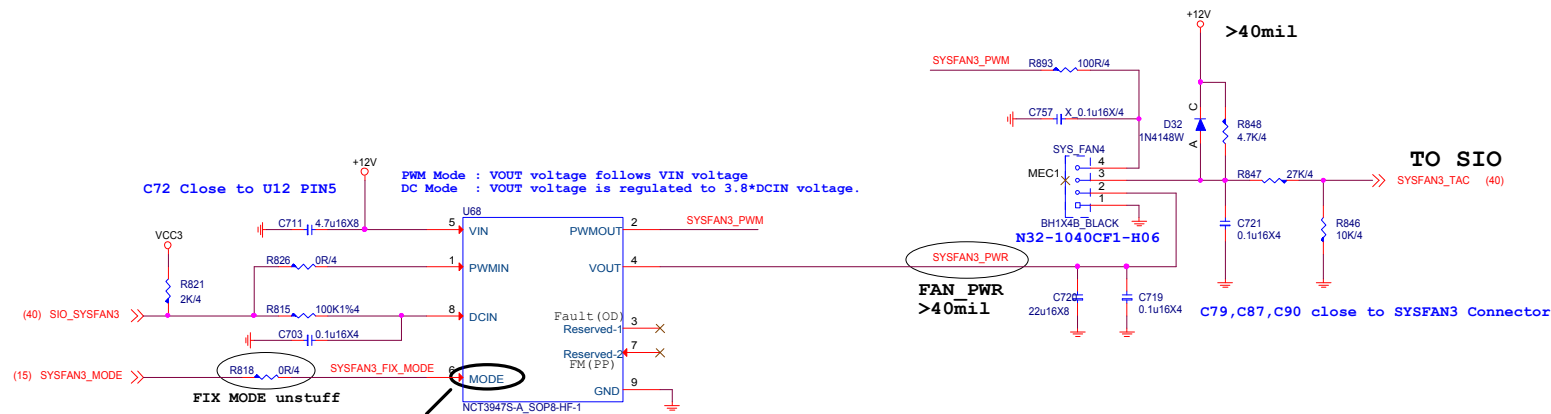 +12V
>40mil
SYSFAN3_PWM
R893
100R/4
C757
X_0.1u16X/4
C
D32
1N4148W
A
R848
4.7K/4
SYS_FAN4
MEC1
4
3
2
1
BH1X4B_BLACK
N32-1040CF1-H06
TO SIO
R847
27K/4
SYSFAN3_TAC
(40)
C721
0.1u16X4
R846
10K/4
+12V
C72 Close to U12 PIN5
PWM Mode : VOUT voltage follows VIN voltage
DC Mode : VOUT voltage is regulated to 3.8*DCIN voltage.
U68
C711
4.7u16X8
5
VIN
PWMOUT
2
SYSFAN3_PWM
VCC3
R826
0R/4
1
PWMIN
VOUT
4
SYSFAN3_PWR
FAN_PWR
>40mil
R821
2K/4
(40) SIO_SYSFAN3
R815
100K1%4
8
DCIN
C703
0.1u16X4
Fault(OD)
Reserved-1
3
Reserved-2
7
FM(PP)
C720
22u16X8
C719
0.1u16X4
C79,C87,C90 close to SYSFAN3 Connector
(15) SYSFAN3_MODE
R818
0R/4
SYSFAN3_FIX_MODE
6
MODE
GND
9
FIX MODE unstuff
NCT3947S-A_SOP8-HF-1